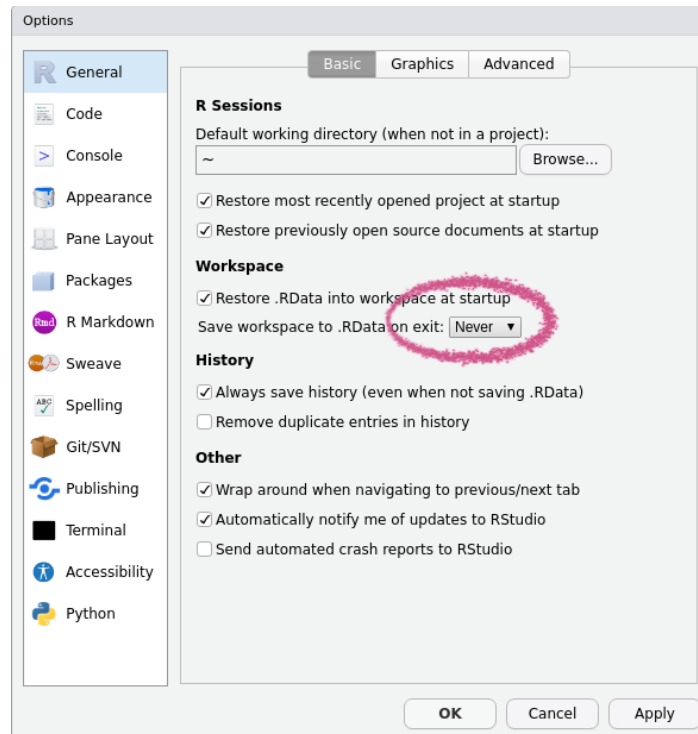 Options
General
Code
Console
Appearance
Pane Layout
Packages
R Markdown
Sweave
Spelling
Git/SVN
Publishing
Terminal
Accessibility
Python
Basic Graphics Advanced
R Sessions
Default working directory (when not in a project):
~ Browse...
Restore most recently opened project at startup
Restore previously open source documents at startup
Workspace
Restore .RData into workspace at startup
Save workspace to .RData on exit: Never
History
Always save history (even when not saving .RData)
Remove duplicate entries in history
Other
Wrap around when navigating to previous/next tab
Automatically notify me of updates to RStudio
Send automated crash reports to RStudio
OK Cancel Apply